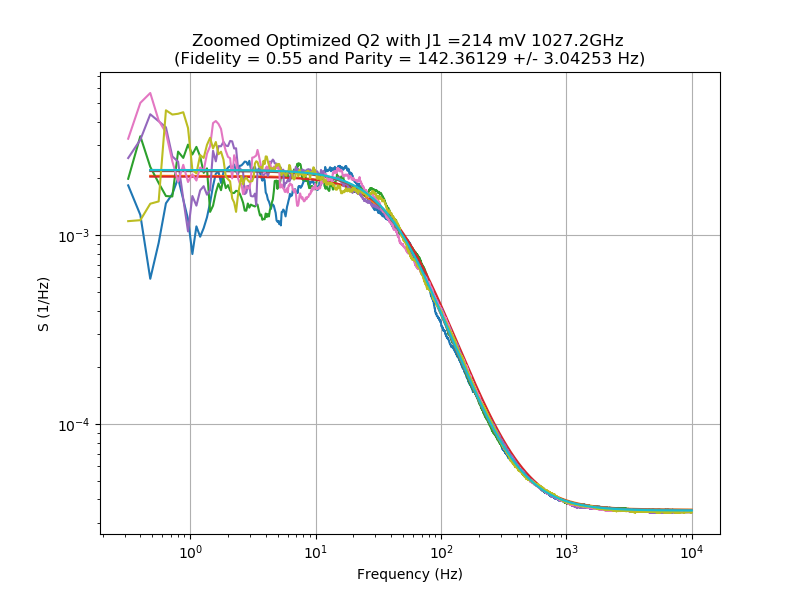 Zoomed Optimized Q2 with J1 =214 mV 1027.2GHz
(Fidelity = 0.55 and Parity = 142.36129 +/- 3.04253 Hz)
10⁻³
S (1/Hz)
10⁻⁴
10⁰ 10¹ 10² 10³ 10⁴
Frequency (Hz)